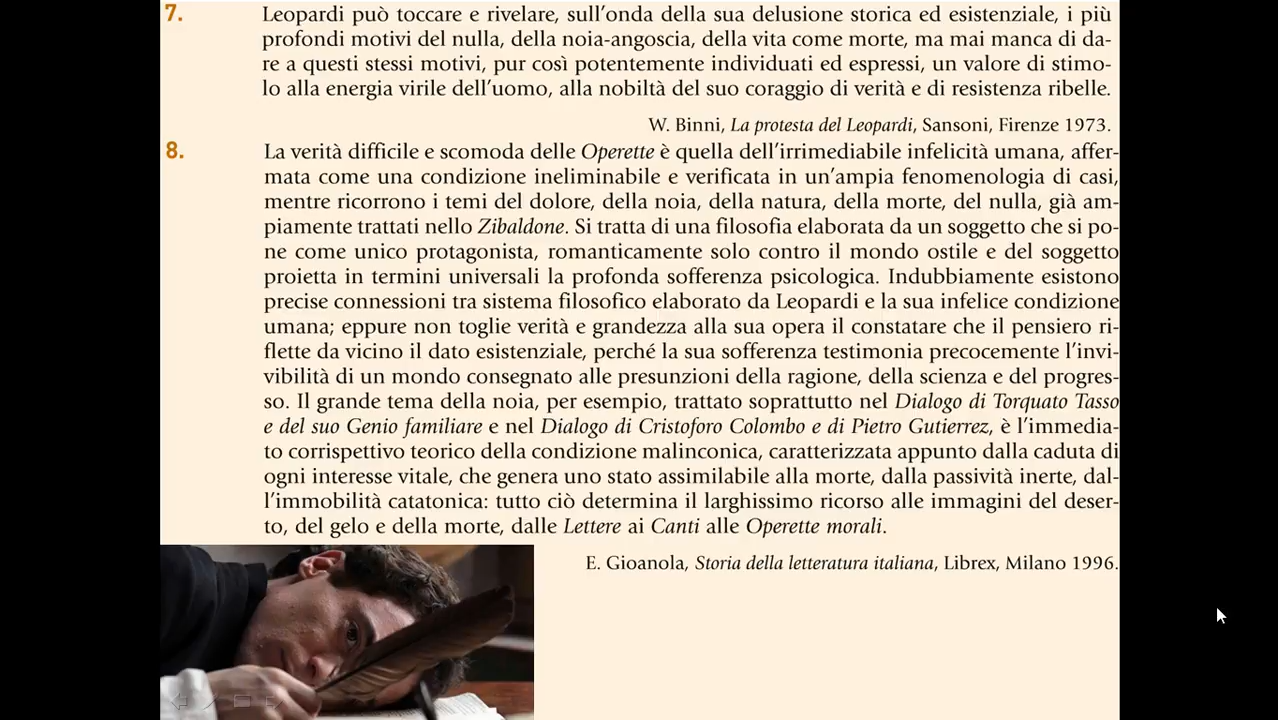 7. Leopardi può toccare e rivelare, sull'onda della sua delusione storica ed esistenziale, i più
profondi motivi del nulla, della noia-angoscia, della vita come morte, ma mai manca di da-
re a questi stessi motivi, pur così potentemente individuati ed espressi, un valore di stimo-
lo alla energia virile dell'uomo, alla nobiltà del suo coraggio di verità e di resistenza ribelle.
W. Binni, La protesta del Leopardi, Sansoni, Firenze 1973.
8. La verità difficile e scomoda delle Operette è quella dell'irrimediabile infelicità umana, affer-
mata come una condizione ineliminabile e verificata in un'ampia fenomenologia di casi,
mentre ricorrono i temi del dolore, della noia, della natura, della morte, del nulla, già am-
piamente trattati nello Zibaldone. Si tratta di una filosofia elaborata da un soggetto che si po-
ne come unico protagonista, romanticamente solo contro il mondo ostile e del soggetto
proietta in termini universali la profonda sofferenza psicologica. Indubbiamente esistono
precise connessioni tra sistema filosofico elaborato da Leopardi e la sua infelice condizione
umana; eppure non toglie verità e grandezza alla sua opera il constatare che il pensiero ri-
flette da vicino il dato esistenziale, perché la sua sofferenza testimonia precocemente l'invi-
vibilità di un mondo consegnato alle presunzioni della ragione, della scienza e del progres-
so. Il grande tema della noia, per esempio, trattato soprattutto nel Dialogo di Torquato Tasso
e del suo Genio familiare e nel Dialogo di Cristoforo Colombo e di Pietro Gutierrez, è l'immedia-
to corrispettivo teorico della condizione malinconica, caratterizzata appunto dalla caduta di
ogni interesse vitale, che genera uno stato assimilabile alla morte, dalla passività inerte, dal-
l'immobilità catatonica: tutto ciò determina il larghissimo ricorso alle immagini del deser-
to, del gelo e della morte, dalle Lettere ai Canti alle Operette morali.
E. Gioanola, Storia della letteratura italiana, Librex, Milano 1996.